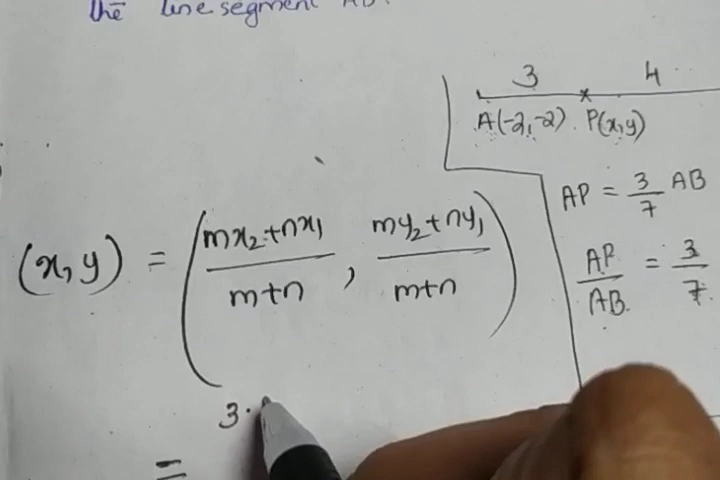 the line segment AB.
3 4
A(-2,-2) P(x,y)
AP = 3/7 AB
AP/AB = 3/7
(x, y) = (mx₂+nx₁/m+n, my₂+ny₁/m+n)
= 3.